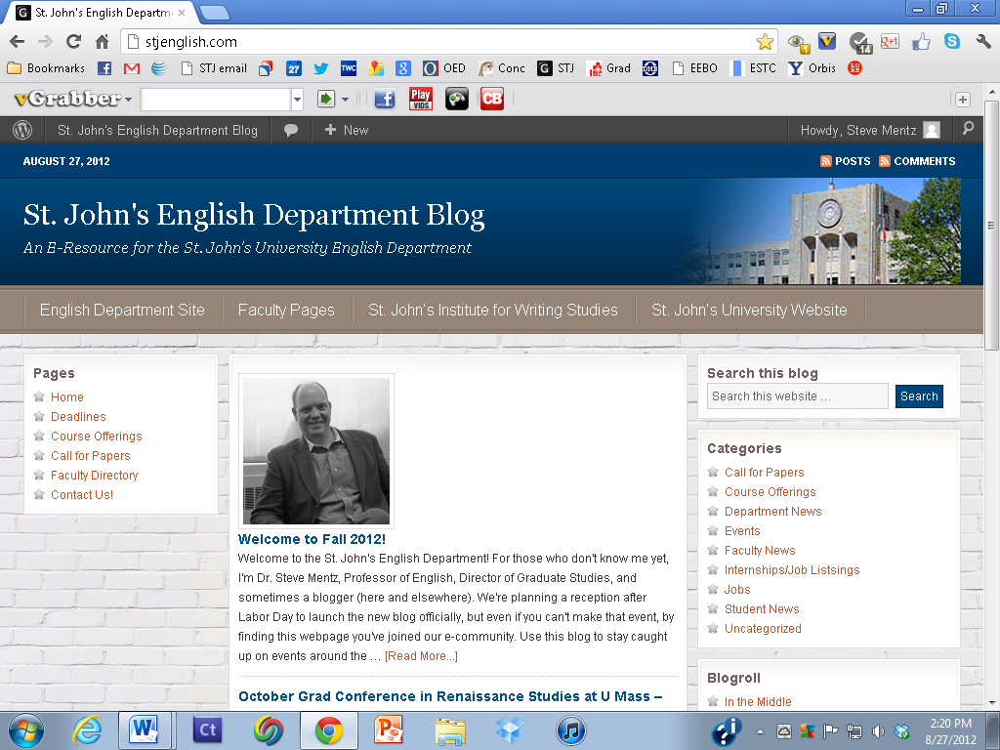 St. John's English Departm
stjenglish.com
1
14
Bookmarks
STJ email
27
TWC
8
OED
Conc
G STJ
Grad
DNB
EEBO
ESTC
Y Orbis
vGrabber
Play VIDS
CB
St. John's English Department Blog
New
Howdy, Steve Mentz
AUGUST 27, 2012
POSTS
COMMENTS
St. John's English Department Blog
An E-Resource for the St. John's University English Department
English Department Site
Faculty Pages
St. John's Institute for Writing Studies
St. John's University Website
Pages
Home
Deadlines
Course Offerings
Call for Papers
Faculty Directory
Contact Us!
Welcome to Fall 2012!
Welcome to the St. John's English Department! For those who don't know me yet,
I'm Dr. Steve Mentz, Professor of English, Director of Graduate Studies, and
sometimes a blogger (here and elsewhere). We're planning a reception after
Labor Day to launch the new blog officially, but even if you can't make that event, by
finding this webpage you've joined our e-community. Use this blog to stay caught
up on events around the … [Read More...]
October Grad Conference in Renaissance Studies at U Mass –
Search this blog
Search this website …
Search
Categories
Call for Papers
Course Offerings
Department News
Events
Faculty News
Internships/Job Listsings
Jobs
Student News
Uncategorized
Blogroll
In the Middle
Ct
2:20 PM
8/27/2012